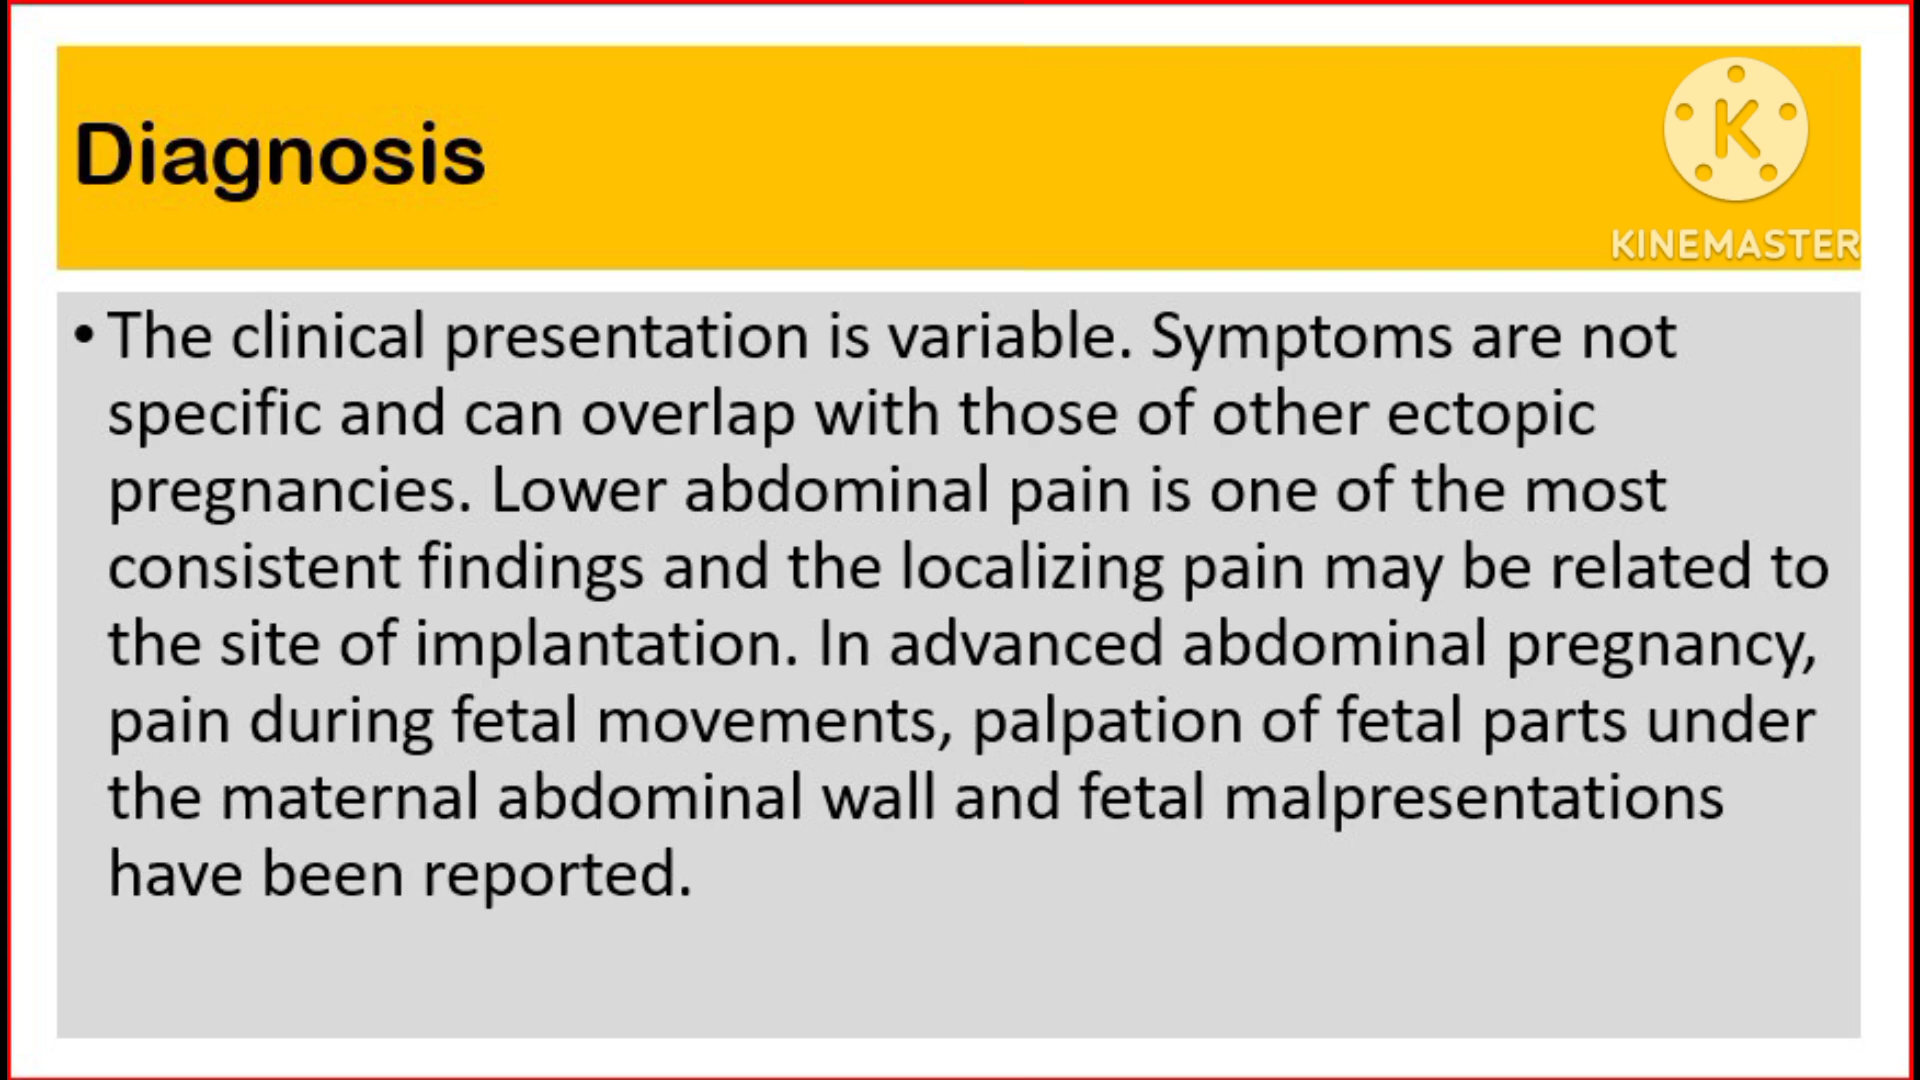 Diagnosis
K
KINEMASTER
• The clinical presentation is variable. Symptoms are not
specific and can overlap with those of other ectopic
pregnancies. Lower abdominal pain is one of the most
consistent findings and the localizing pain may be related to
the site of implantation. In advanced abdominal pregnancy,
pain during fetal movements, palpation of fetal parts under
the maternal abdominal wall and fetal malpresentations
have been reported.